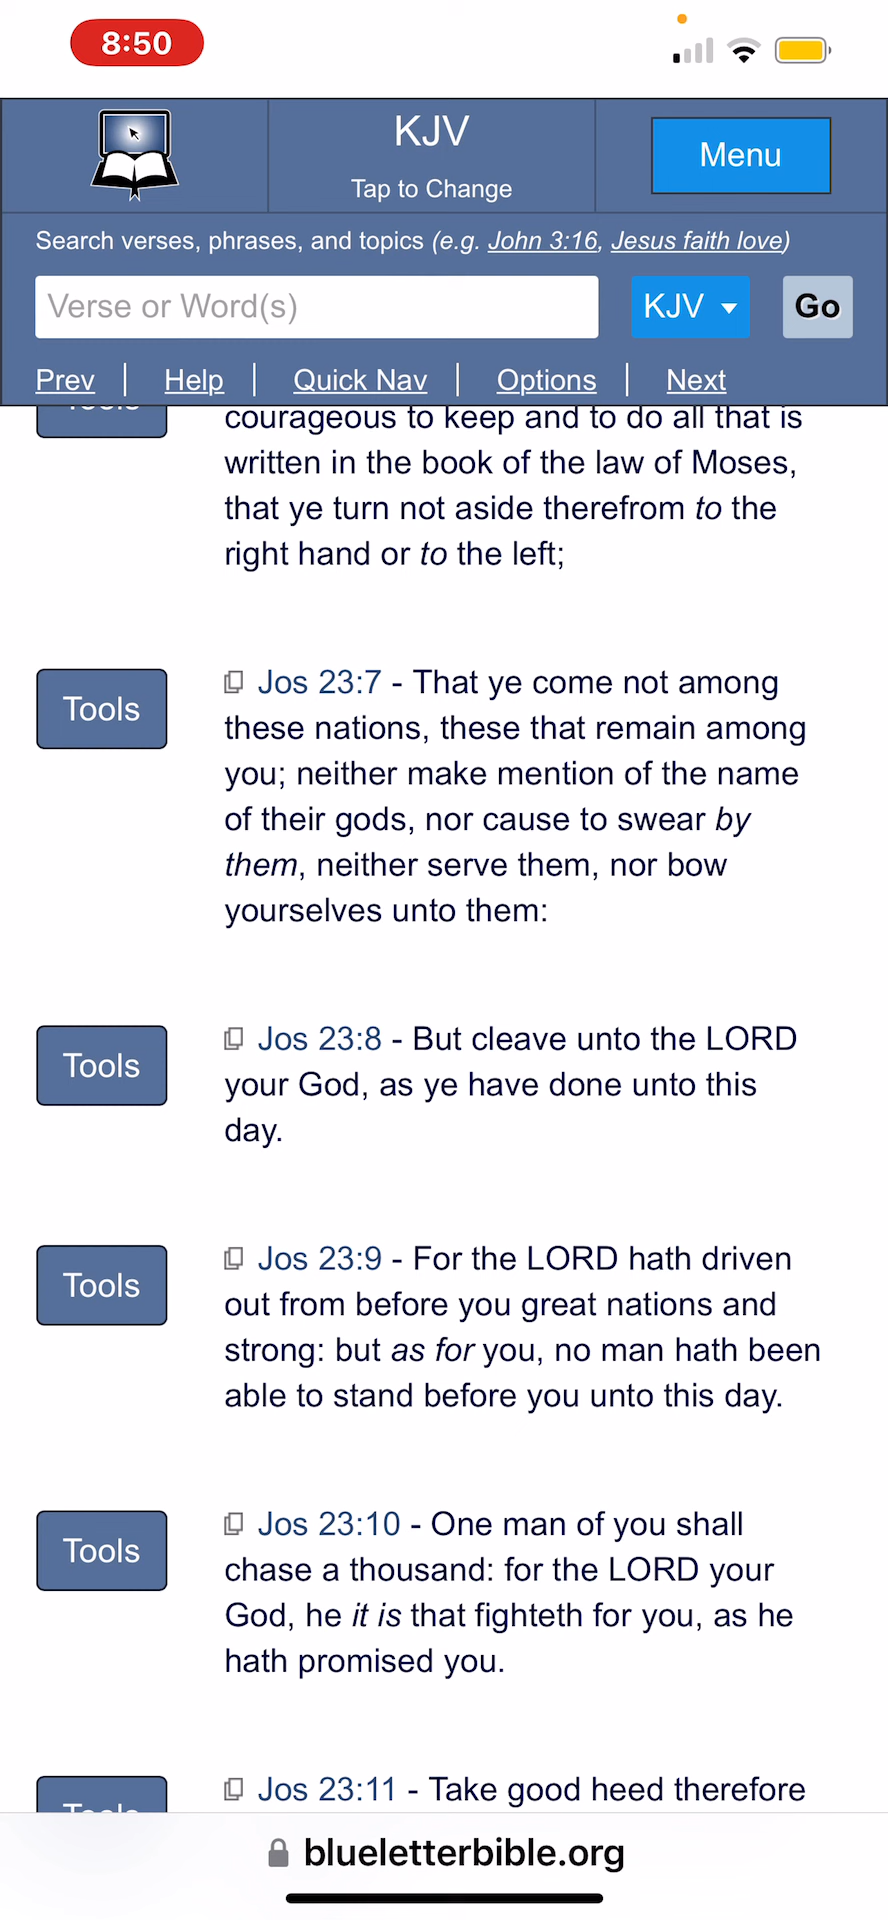 8:50
KJV
Tap to Change
Menu
Search verses, phrases, and topics (e.g. John 3:16, Jesus faith love)
Verse or Word(s)
KJV
Go
Prev | Help | Quick Nav | Options | Next
Tools
courageous to keep and to do all that is
written in the book of the law of Moses,
that ye turn not aside therefrom to the
right hand or to the left;
Tools
Jos 23:7 - That ye come not among
these nations, these that remain among
you; neither make mention of the name
of their gods, nor cause to swear by
them, neither serve them, nor bow
yourselves unto them:
Tools
Jos 23:8 - But cleave unto the LORD
your God, as ye have done unto this
day.
Tools
Jos 23:9 - For the LORD hath driven
out from before you great nations and
strong: but as for you, no man hath been
able to stand before you unto this day.
Tools
Jos 23:10 - One man of you shall
chase a thousand: for the LORD your
God, he it is that fighteth for you, as he
hath promised you.
Tools
Jos 23:11 - Take good heed therefore
blueletterbible.org